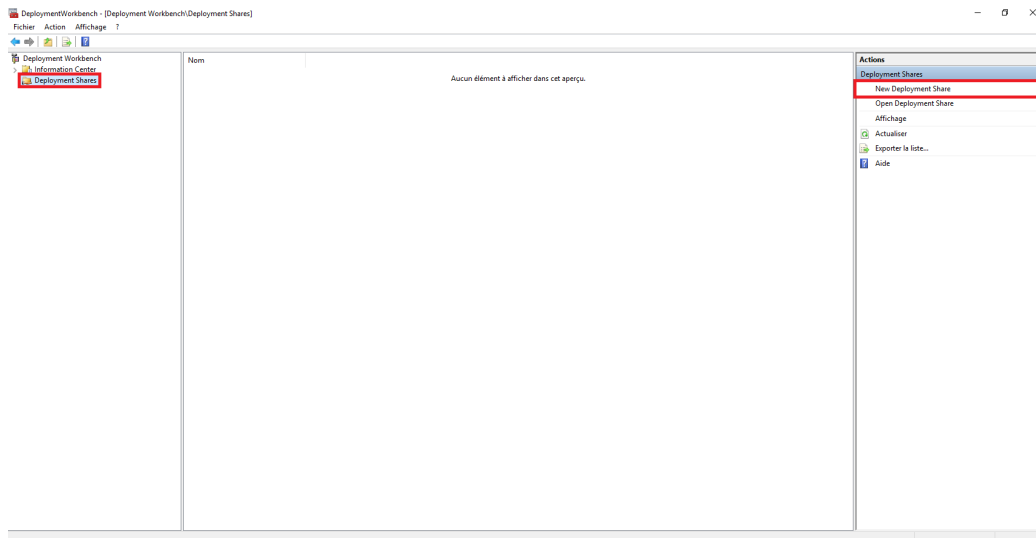 DeploymentWorkbench - [Deployment Workbench\Deployment Shares]
Fichier Action Affichage ?
Deployment Workbench
Information Center
Deployment Shares
Nom
Aucun élément à afficher dans cet aperçu.
Actions
Deployment Shares
New Deployment Share
Open Deployment Share
Affichage
Actualiser
Exporter la liste...
Aide